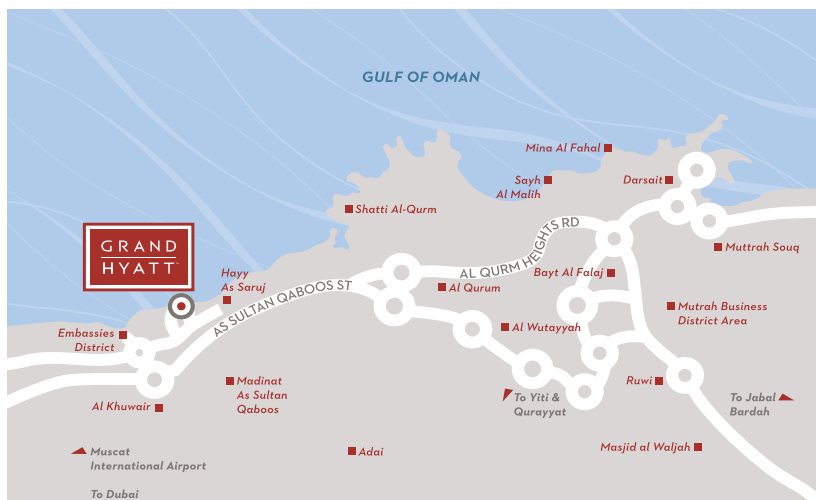 GULF OF OMAN
Mina Al Fahal
Sayh
Al Malih
Darsait
Shatti Al-Qurm
GRAND
HYATT™
AL QURM HEIGHTS RD
Muttrah Souq
Hayy
As Saruj
Bayt Al Falaj
AS SULTAN QABOOS ST
Al Qurum
Mutrah Business
District Area
Al Wutayyah
Embassies
District
Madinat
As Sultan
Qaboos
Ruwi
To Yiti &
Qurayyat
To Jabal
Bardah
Al Khuwair
Masjid al Waljah
Muscat
International Airport
Adai
To Dubai